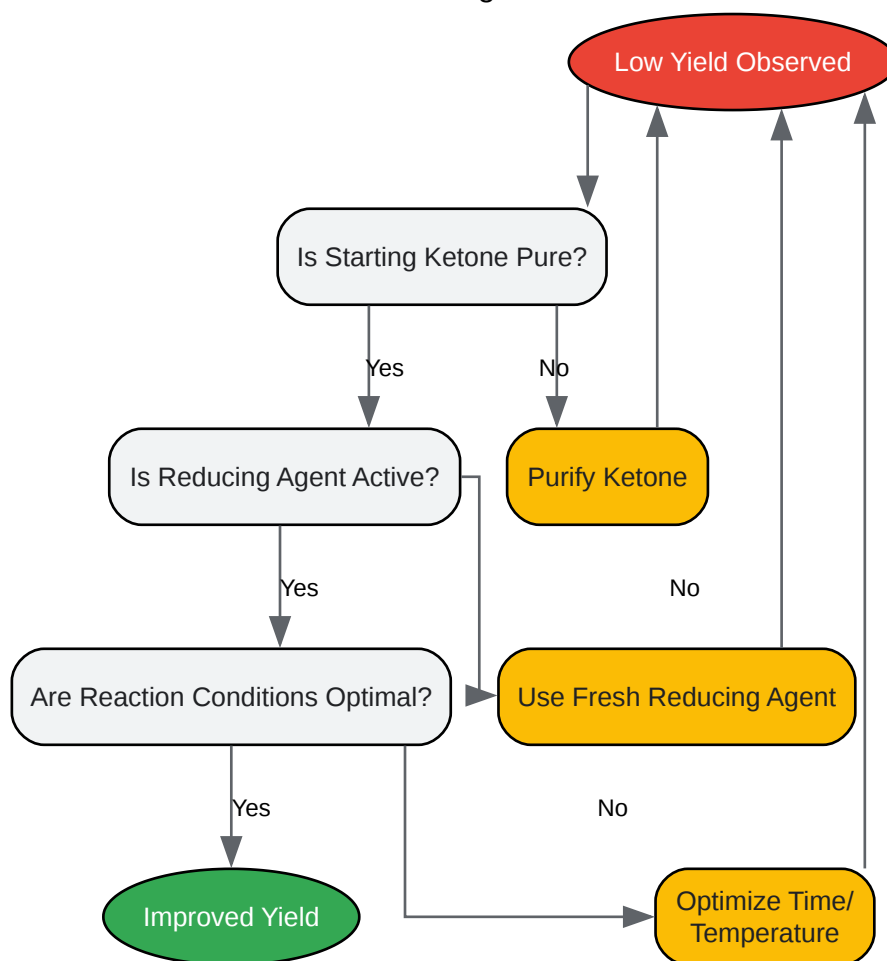 Low Yield Observed
Is Starting Ketone Pure?
Yes
No
Is Reducing Agent Active?
Purify Ketone
Yes
No
Are Reaction Conditions Optimal?
Use Fresh Reducing Agent
Yes
No
Improved Yield
Optimize Time/
Temperature